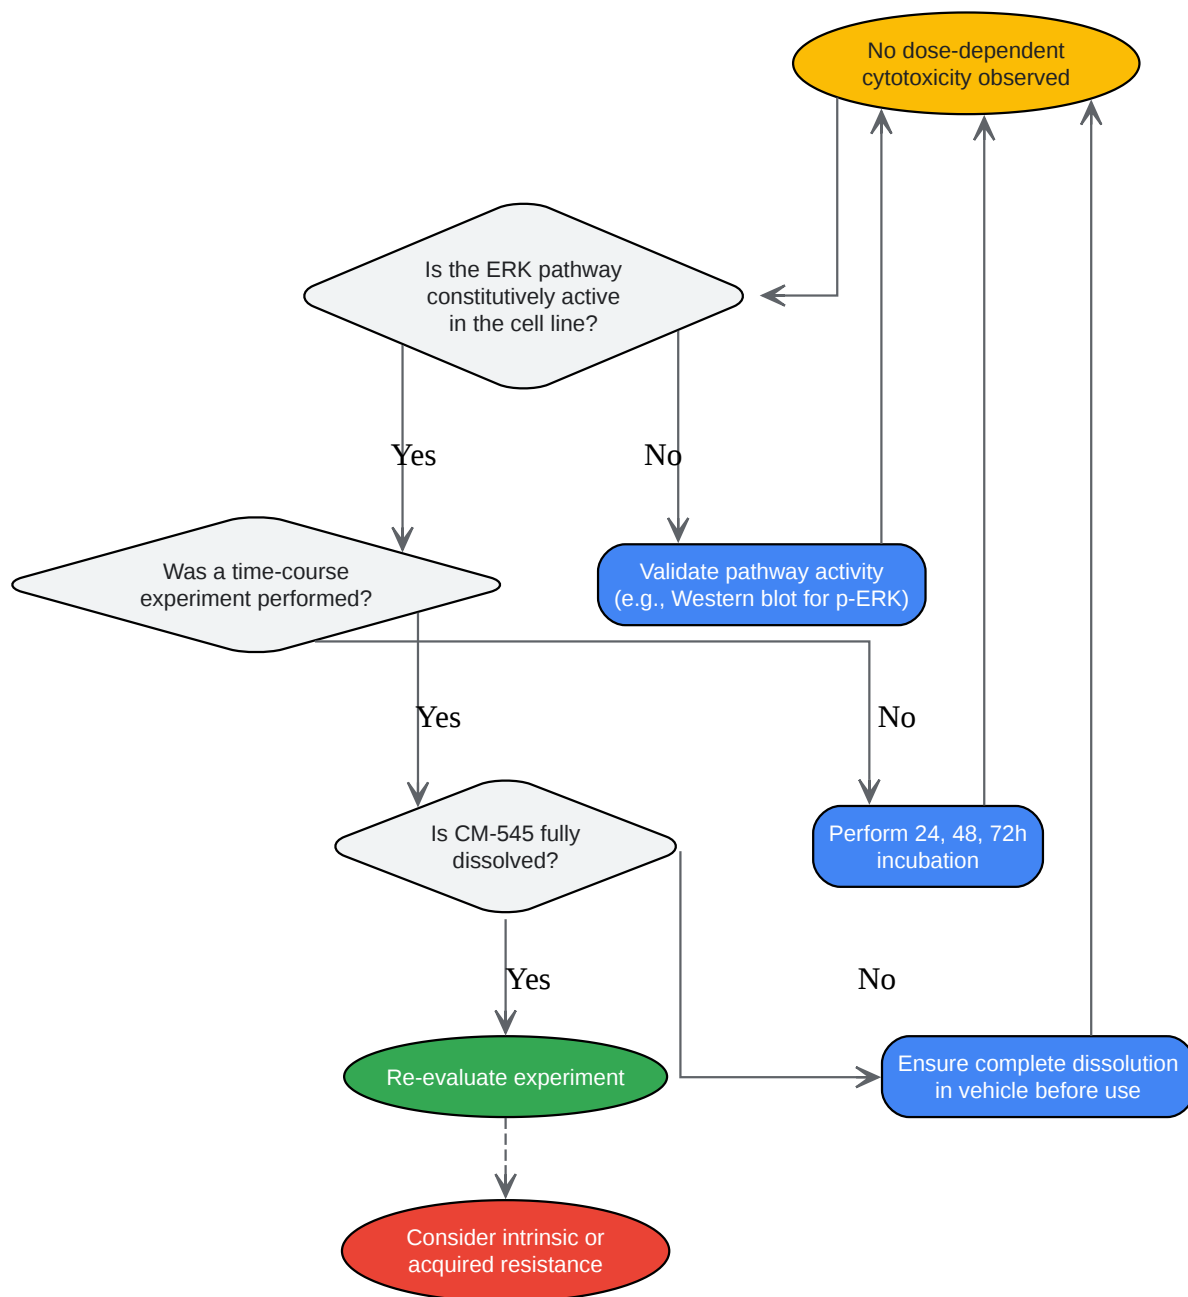 No dose-dependent
cytotoxicity observed
Is the ERK pathway
constitutively active
in the cell line?
Yes
No
Was a time-course
experiment performed?
Validate pathway activity
(e.g., Western blot for p-ERK)
Yes
No
Is CM-545 fully
dissolved?
Perform 24, 48, 72h
incubation
Yes
No
Re-evaluate experiment
Ensure complete dissolution
in vehicle before use
Consider intrinsic or
acquired resistance